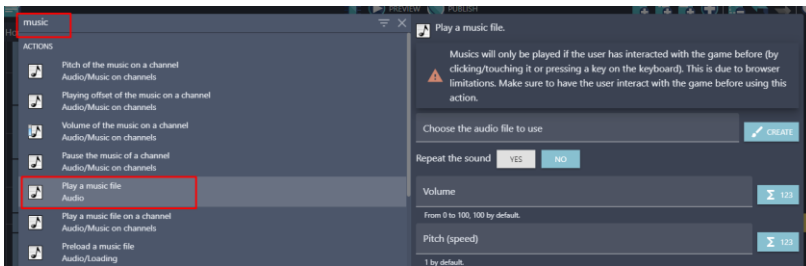 PREVIEW
PUBLISH
music
ACTIONS
Pitch of the music on a channel
Audio/Music on channels
Playing offset of the music on a channel
Audio/Music on channels
Volume of the music on a channel
Audio/Music on channels
Pause the music of a channel
Audio/Music on channels
Play a music file
Audio
Play a music file on a channel
Audio/Music on channels
Preload a music file
Audio/Loading
Play a music file.
Musics will only be played if the user has interacted with the game before (by
clicking/touching it or pressing a key on the keyboard). This is due to browser
limitations. Make sure to have the user interact with the game before using this
action.
Choose the audio file to use
CREATE
Repeat the sound YES NO
Volume
Σ 123
From 0 to 100, 100 by default.
Pitch (speed)
Σ 123
1 by default.